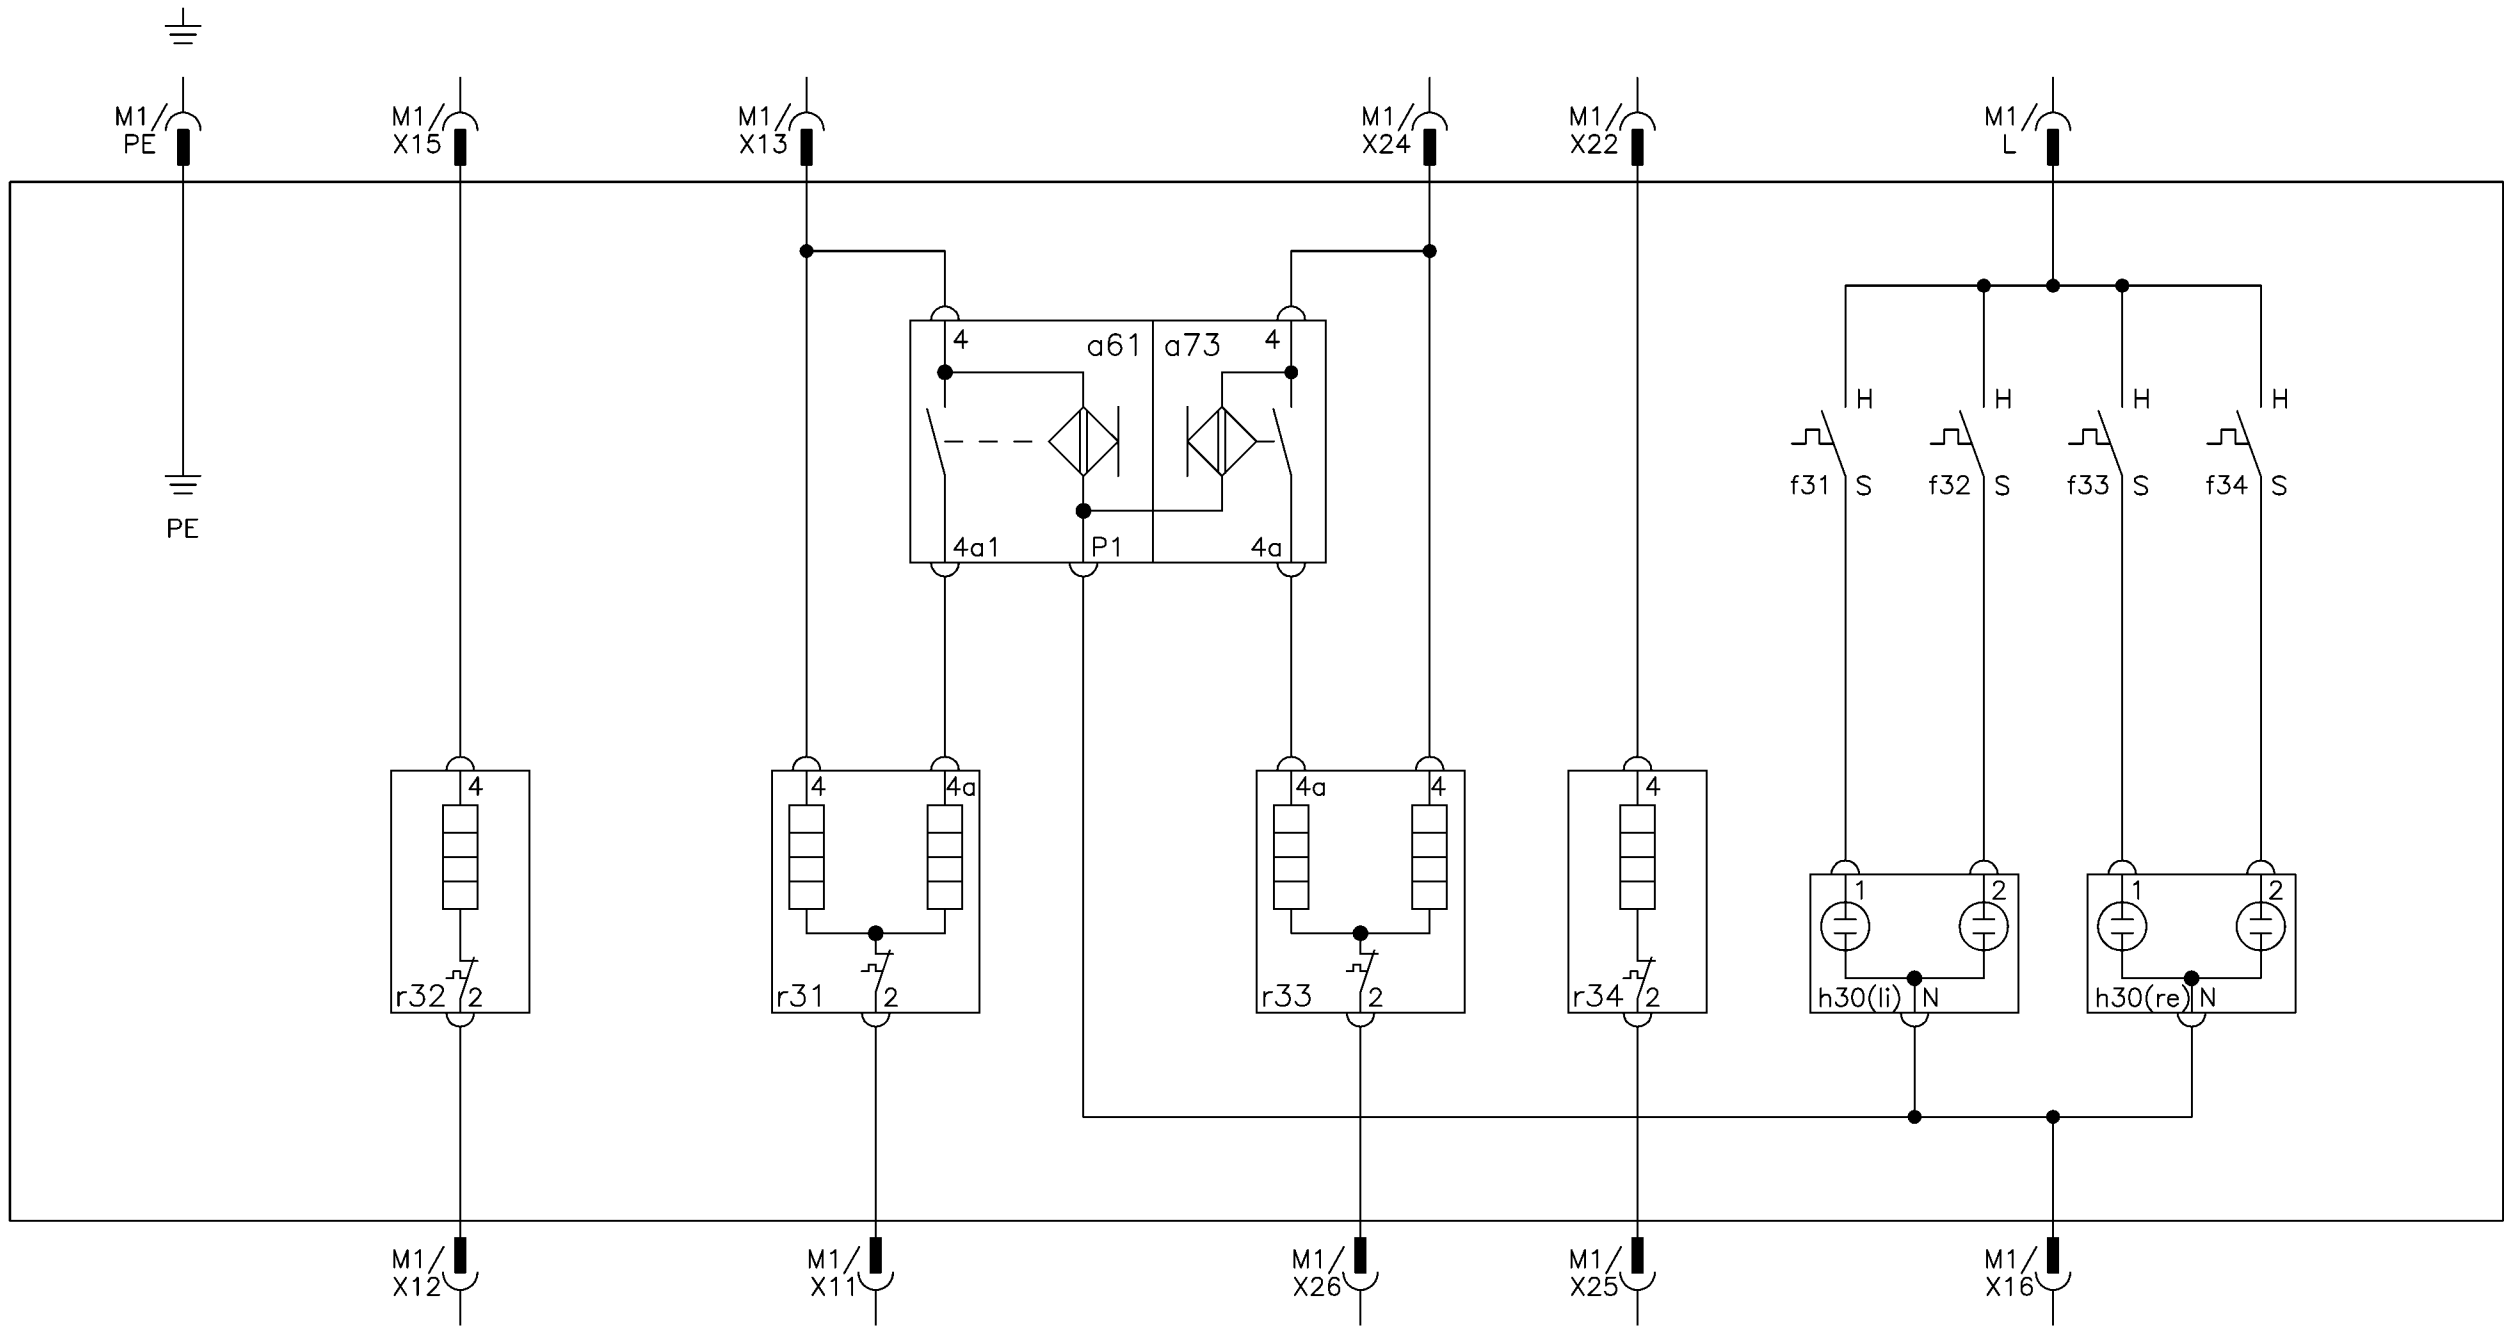 M1/
PE
M1/
X15
M1/
X13
M1/
X24
M1/
X22
M1/
L
4
a61
a73
4
H
H
H
H
f31
S
f32
S
f33
S
f34
S
PE
4a1
P1
4a
4
4
4a
4a
4
4
1
2
1
2
r32
2
r31
2
r33
2
r34
2
h30(li)
N
h30(re)
N
M1/
X12
M1/
X11
M1/
X26
M1/
X25
M1/
X16